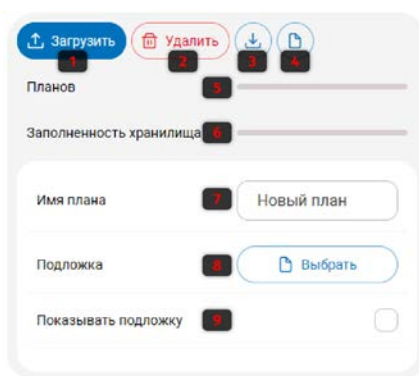 Загрузить Удалить
1 2 3 4
Планов 5
Заполненность хранилища 6
Имя плана 7 Новый план
Подложка 8 Выбрать
Показывать подложку 9